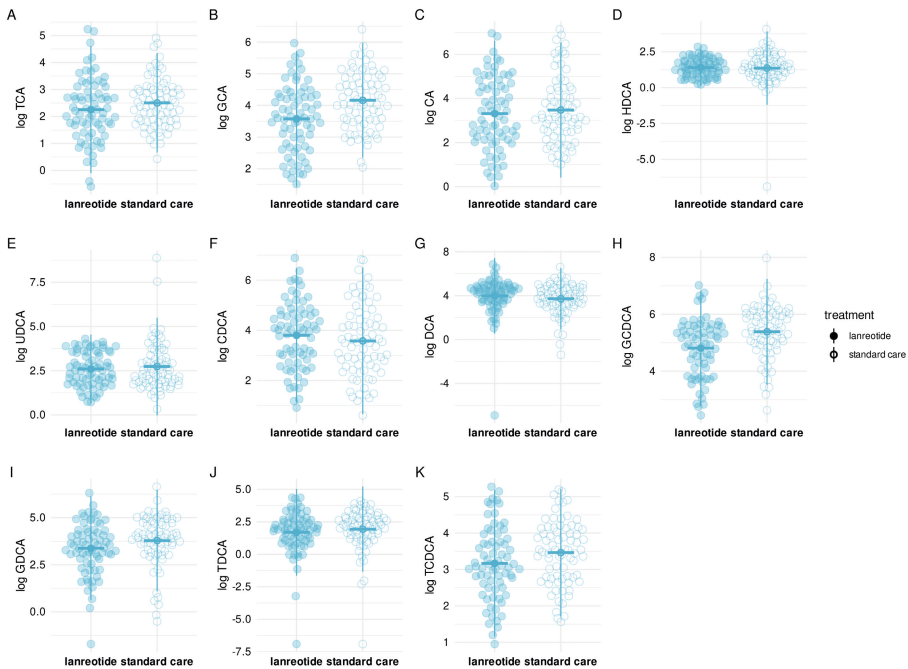 A
log TCA
5
4
3
2
1
0
lanreotide standard care
B
log GCA
6
5
4
3
2
lanreotide standard care
C
log CA
6
4
2
0
lanreotide standard care
D
log HDCA
2.5
0.0
-2.5
-5.0
lanreotide standard care
E
log UDCA
7.5
5.0
2.5
0.0
lanreotide standard care
F
log CDCA
6
4
2
lanreotide standard care
G
log DCA
8
4
0
-4
lanreotide standard care
H
log GCDCA
8
6
4
lanreotide standard care
treatment
lanreotide
standard care
I
log GDCA
5.0
2.5
0.0
lanreotide standard care
J
log TDCA
5.0
2.5
0.0
-2.5
-5.0
-7.5
lanreotide standard care
K
log TCDCA
5
4
3
2
1
lanreotide standard care